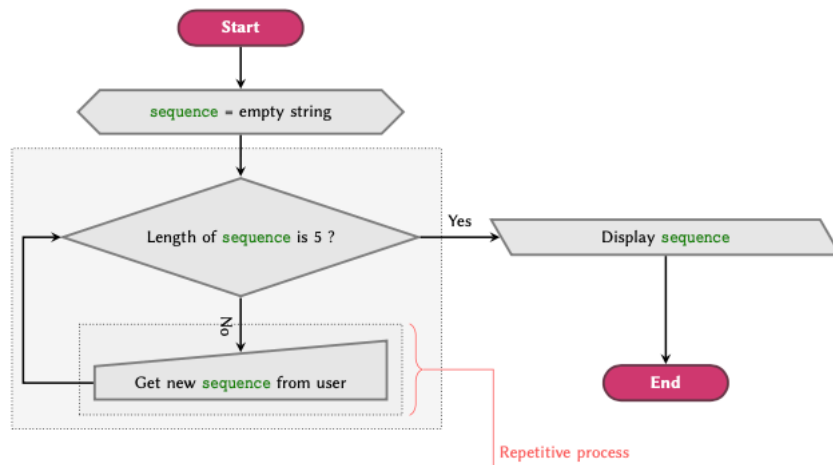 Start
sequence = empty string
Length of sequence is 5 ?
Yes
Display sequence
No
Get new sequence from user
End
Repetitive process